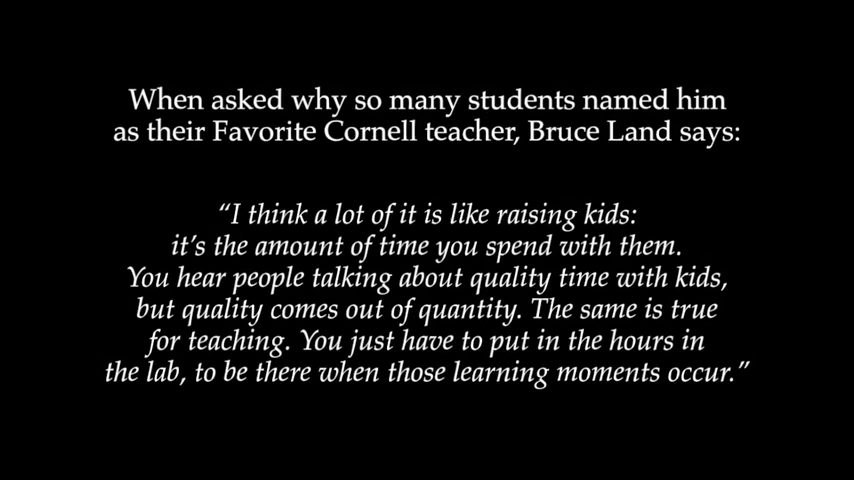 When asked why so many students named him
as their Favorite Cornell teacher, Bruce Land says:
“I think a lot of it is like raising kids:
it’s the amount of time you spend with them.
You hear people talking about quality time with kids,
but quality comes out of quantity. The same is true
for teaching. You just have to put in the hours in
the lab, to be there when those learning moments occur.”